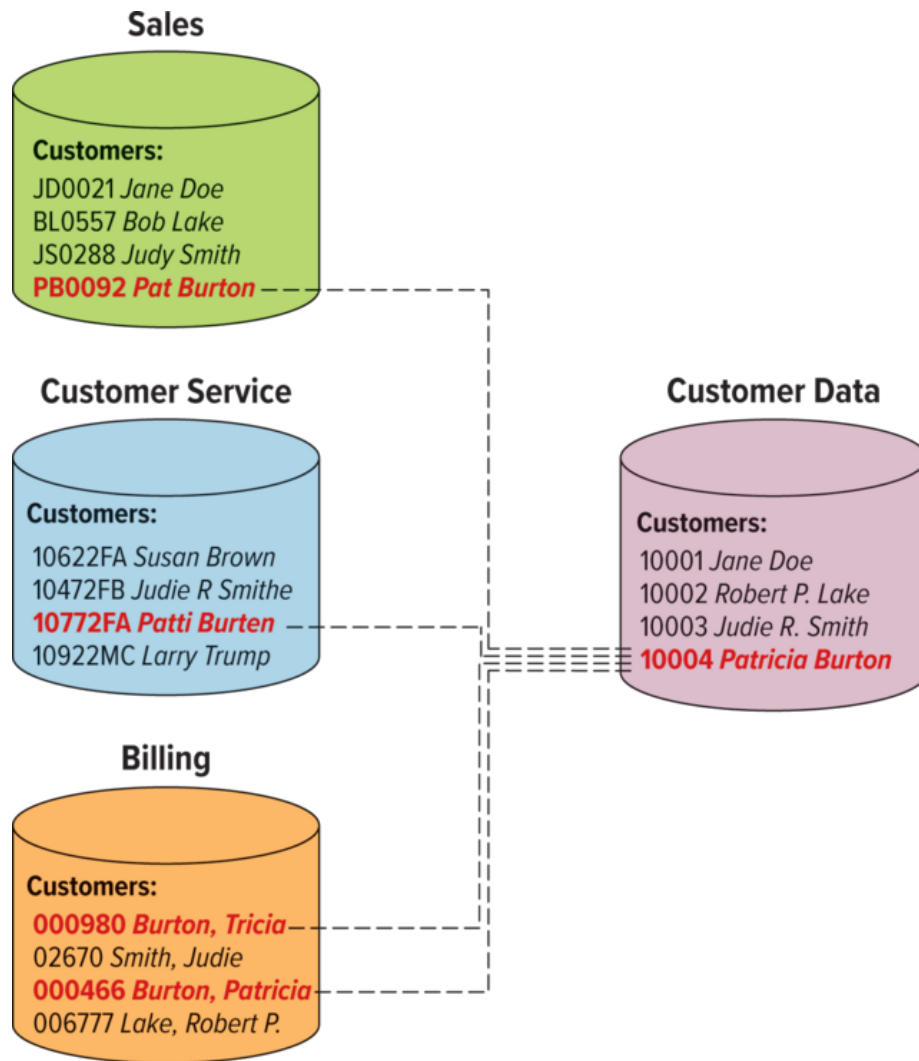 Sales
Customers:
JD0021 Jane Doe
BL0557 Bob Lake
JS0288 Judy Smith
PB0092 Pat Burton
Customer Service
Customers:
10622FA Susan Brown
10472FB Judie R Smithe
10772FA Patti Burten
10922MC Larry Trump
Billing
Customers:
000980 Burton, Tricia
02670 Smith, Judie
000466 Burton, Patricia
006777 Lake, Robert P.
Customer Data
Customers:
10001 Jane Doe
10002 Robert P. Lake
10003 Judie R. Smith
10004 Patricia Burton